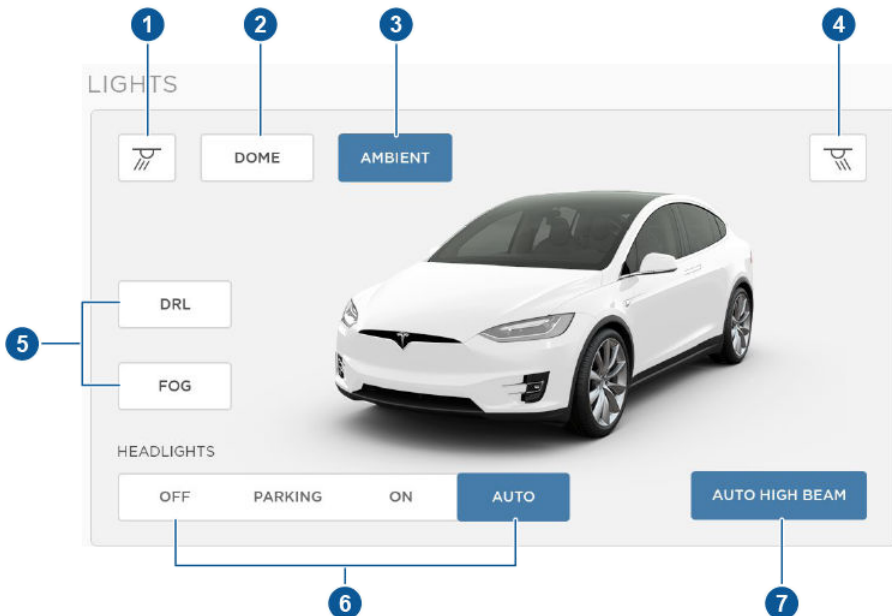 1 2 3 4
LIGHTS
DOME AMBIENT
DRL
5
FOG
HEADLIGHTS
OFF PARKING ON AUTO AUTO HIGH BEAM
6 7